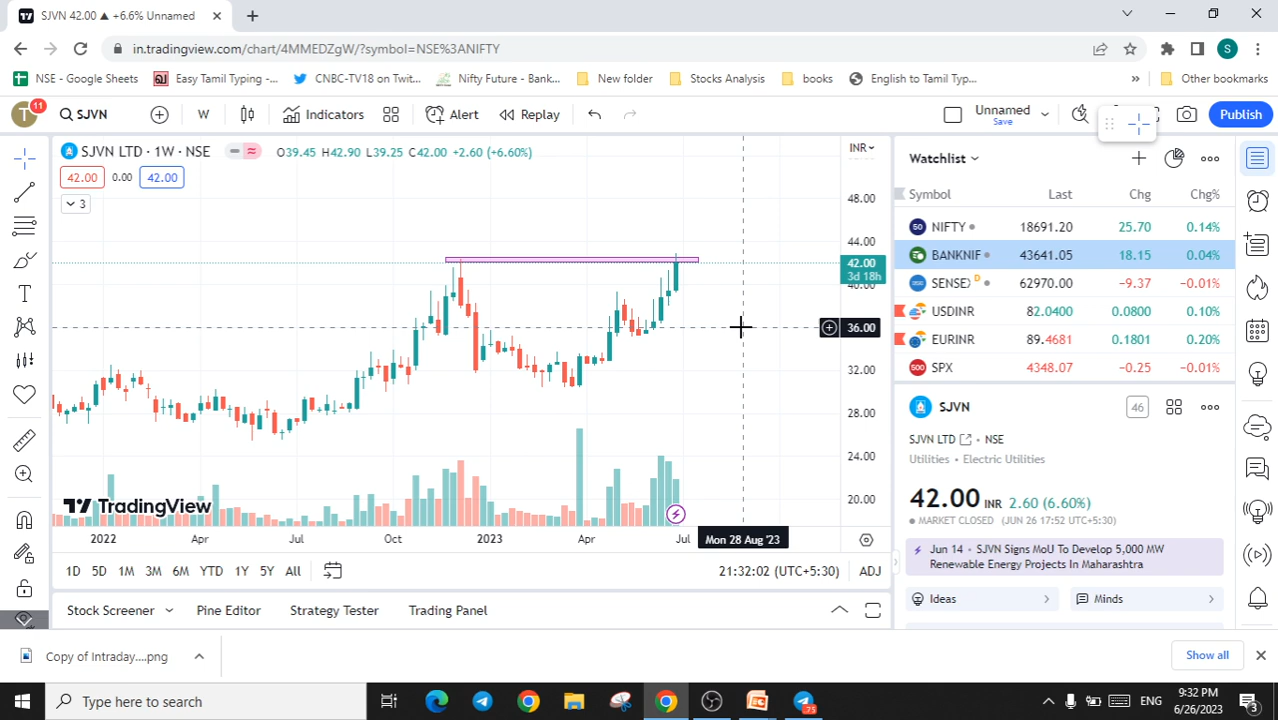 SJVN 42.00 ▲ +6.6% Unnamed
in.tradingview.com/chart/4MMEDZgW/?symbol=NSE%3ANIFTY
S
NSE - Google Sheets
Easy Tamil Typing -...
CNBC-TV18 on Twit...
Nifty Future - Bank...
New folder
Stocks Analysis
books
English to Tamil Typ...
»
Other bookmarks
T 11
SJVN
W
Indicators
Alert
Replay
Unnamed
Save
Publish
SJVN LTD · 1W · NSE
O39.45 H42.90 L39.25 C42.00 +2.60 (+6.60%)
INR
42.00 0.00 42.00
3
48.00
44.00
42.00
3d 18h
40.00
36.00
32.00
28.00
24.00
20.00
TradingView
2022 Apr Jul Oct 2023 Apr Jul Mon 28 Aug '23
1D 5D 1M 3M 6M YTD 1Y 5Y All
21:32:02 (UTC+5:30) ADJ
Stock Screener Pine Editor Strategy Tester Trading Panel
Watchlist
Symbol Last Chg Chg%
50 NIFTY 18691.20 25.70 0.14%
BANKNIF 43641.05 18.15 0.04%
SENSEX D 62970.00 −9.37 −0.01%
USDINR 82.0400 0.0800 0.10%
EURINR 89.4681 0.1801 0.20%
500 SPX 4348.07 −0.25 −0.01%
SJVN 46
SJVN LTD · NSE
Utilities • Electric Utilities
42.00 INR 2.60 (6.60%)
MARKET CLOSED (JUN 26 17:52 UTC+5:30)
Jun 14 • SJVN Signs MoU To Develop 5,000 MW
Renewable Energy Projects In Maharashtra
Ideas
Minds
Copy of Intraday....png
Show all
Type here to search
ENG
9:32 PM
6/26/2023
3